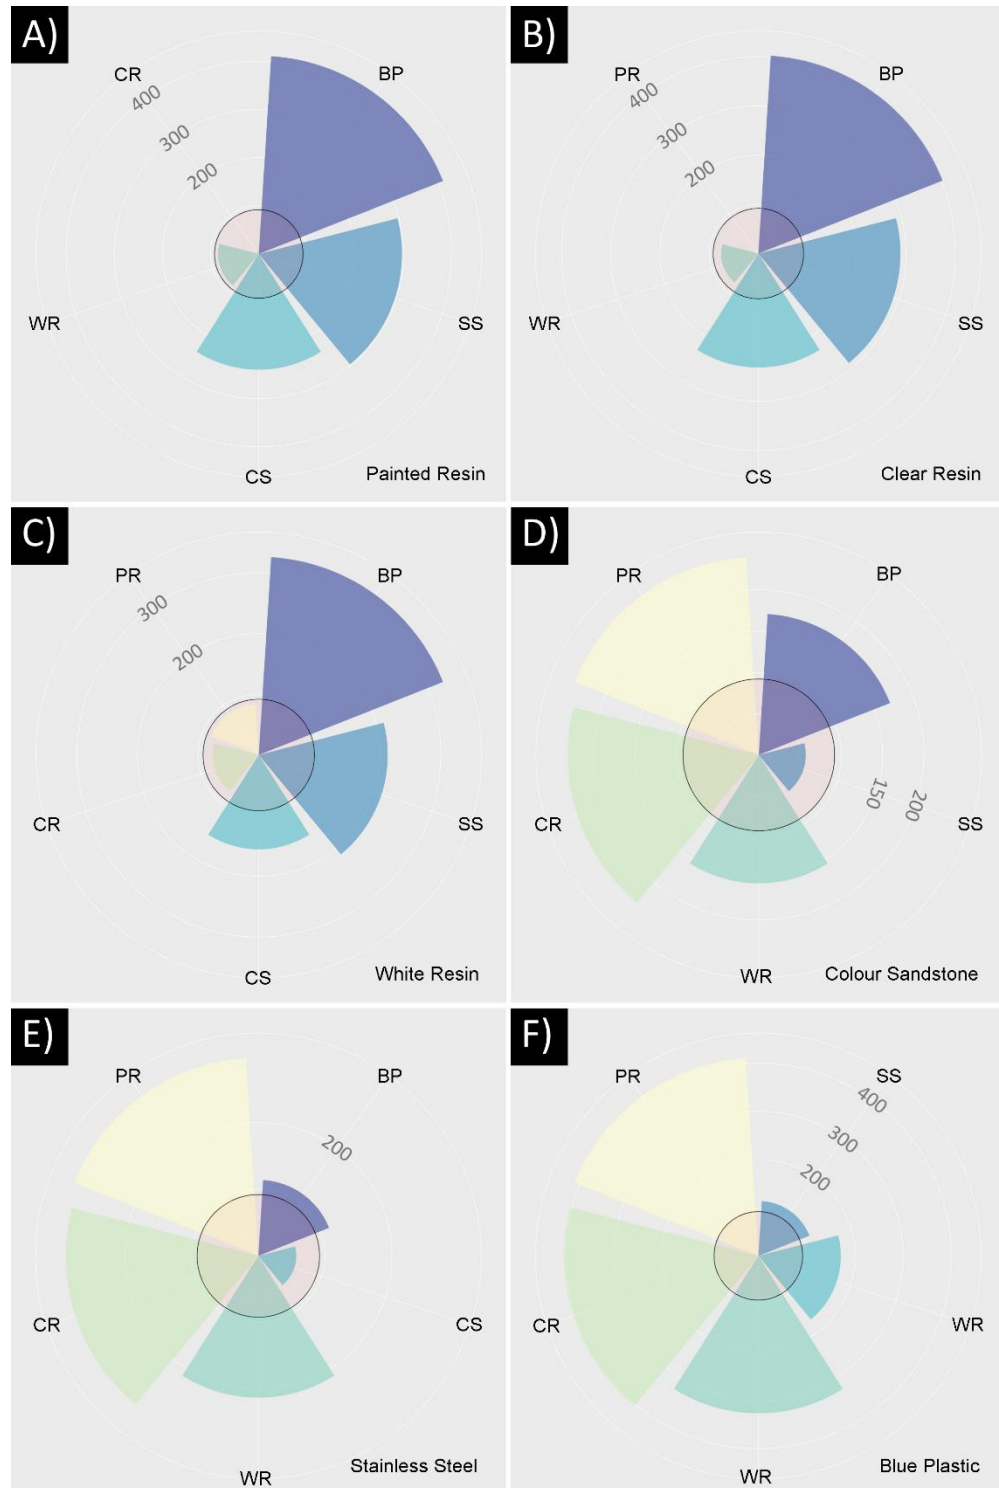 A)
CR
BP
400
300
200
WR
SS
CS
Painted Resin
B)
PR
BP
400
300
200
WR
SS
CS
Clear Resin
C)
PR
BP
300
200
CR
SS
CS
White Resin
D)
PR
BP
150
200
CR
SS
WR
Colour Sandstone
E)
PR
BP
200
CR
CS
WR
Stainless Steel
F)
PR
SS
400
300
200
CR
WR
WR
Blue Plastic